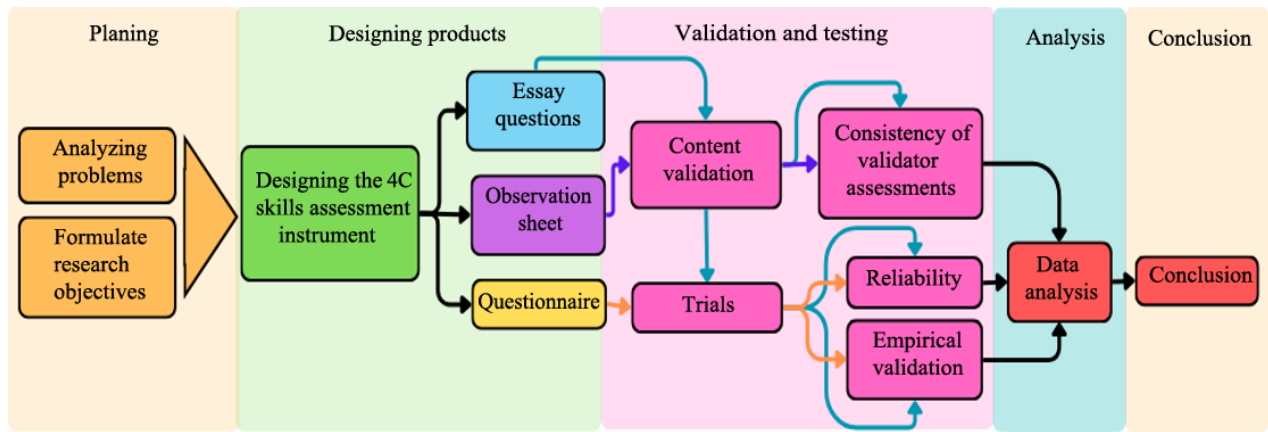 Planing
Designing products
Validation and testing
Analysis
Conclusion
Analyzing
problems
Formulate
research
objectives
Designing the 4C
skills assessment
instrument
Essay
questions
Observation
sheet
Questionnaire
Content
validation
Trials
Consistency of
validator
assessments
Reliability
Empirical
validation
Data
analysis
Conclusion